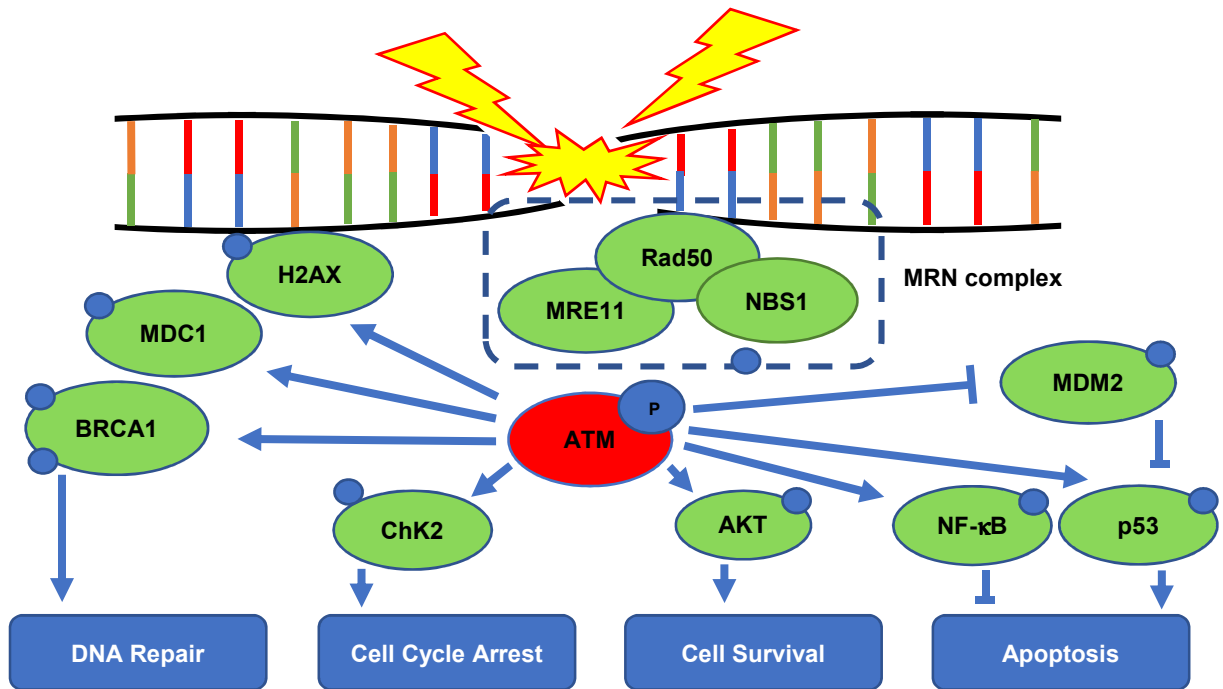 Rad50
H2AX
MRN complex
NBS1
MRE11
MDC1
MDM2
P
BRCA1
ATM
ChK2
AKT
NF-κB
p53
DNA Repair
Cell Cycle Arrest
Cell Survival
Apoptosis